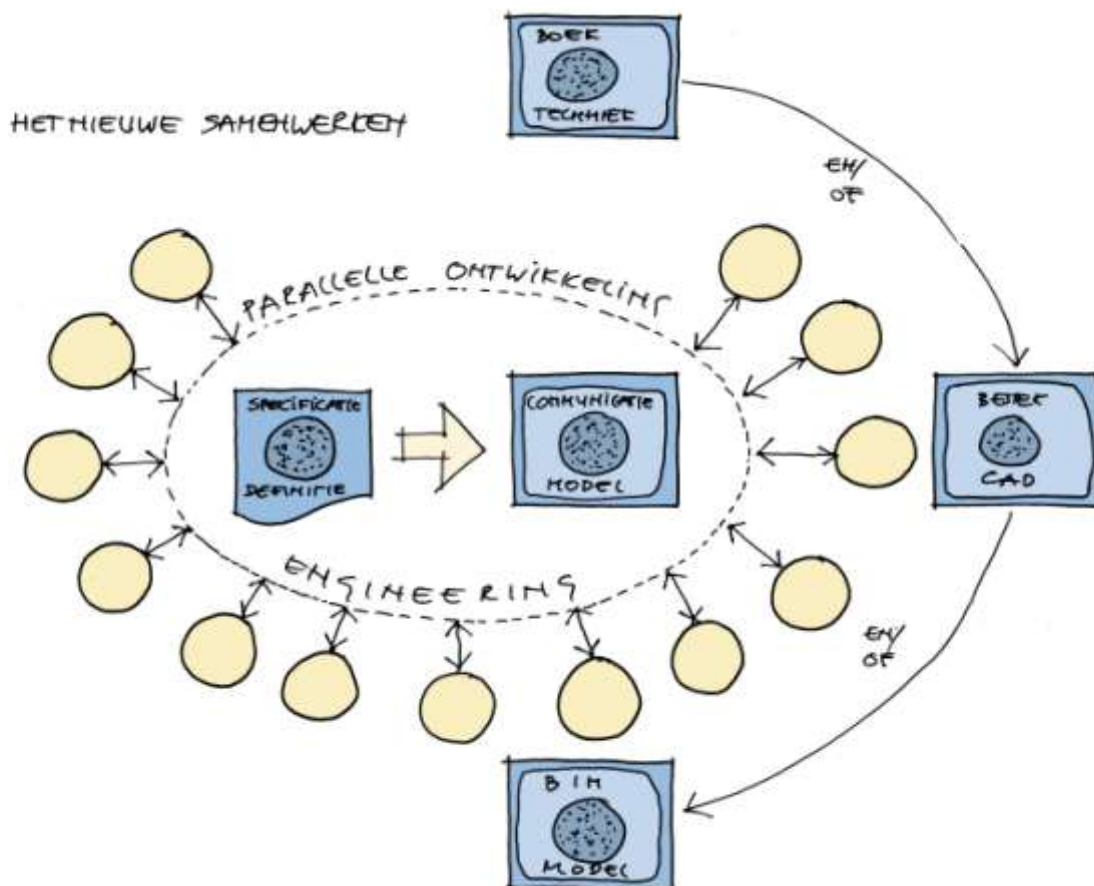 HET NIEUWE SAMENWERKEN
BOEK
TECHNIEK
EN/
OF
PARALLELLE ONTWIKKELING
SPECIFICATIE
DEFINITIE
COMMUNICATIE
MODEL
BESTEK
CAD
ENGINEERING
EN/
OF
BIM
MODEL